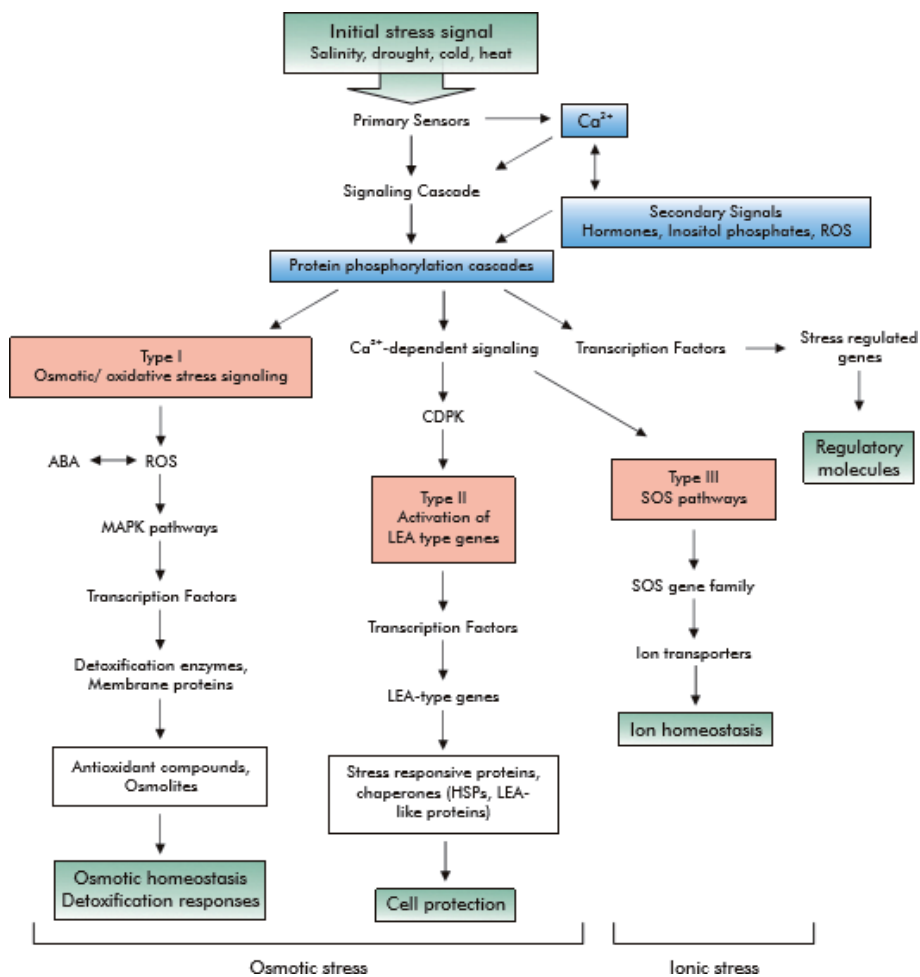 Initial stress signal
Salinity, drought, cold, heat
Primary Sensors
Ca²⁺
Signaling Cascade
Secondary Signals
Hormones, Inositol phosphates, ROS
Protein phosphorylation cascades
Type I
Osmotic/ oxidative stress signaling
Ca²⁺-dependent signaling
Transcription Factors
Stress regulated
genes
CDPK
ABA
ROS
Regulatory
molecules
Type II
Activation of
LEA type genes
Type III
SOS pathways
MAPK pathways
SOS gene family
Transcription Factors
Transcription Factors
Ion transporters
Detoxification enzymes,
Membrane proteins
LEA-type genes
Ion homeostasis
Antioxidant compounds,
Osmolites
Stress responsive proteins,
chaperones (HSPs, LEA-
like proteins)
Osmotic homeostasis
Detoxification responses
Cell protection
Osmotic stress
Ionic stress